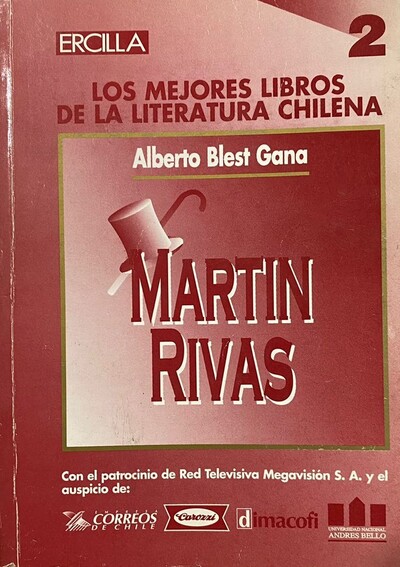 ERCILLA
2
LOS MEJORES LIBROS
DE LA LITERATURA CHILENA
Alberto Blest Gana
MARTIN
RIVAS
Con el patrocinio de Red Televisiva Megavisión S. A. y el
auspicio de:
CORREOS
DE CHILE
Carozzi
dimacofi
UNIVERSIDAD NACIONAL
ANDRES BELLO